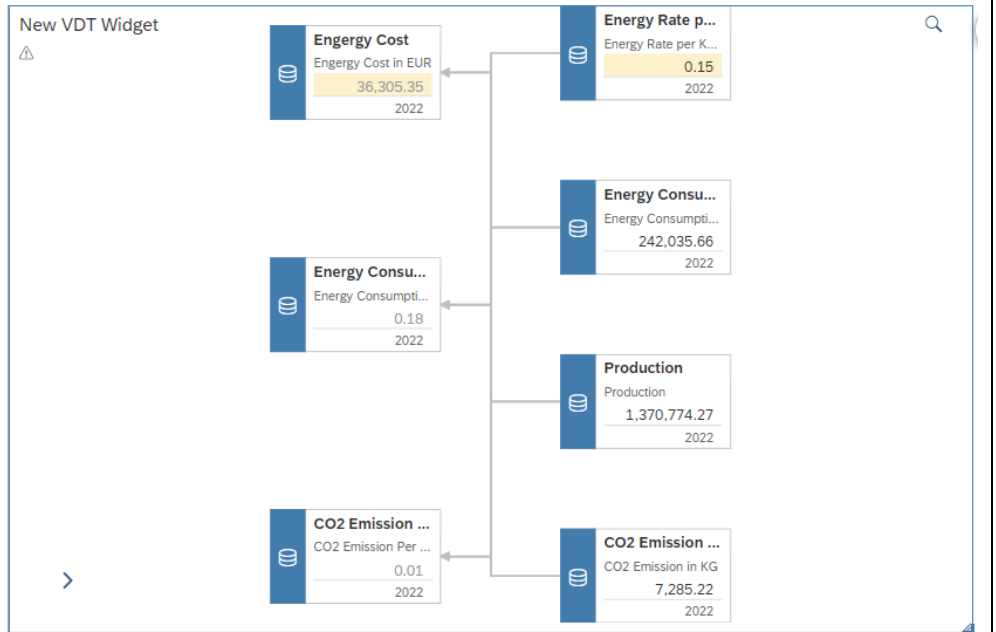 New VDT Widget
Engergy Cost
Engergy Cost in EUR
36,305.35
2022
Energy Rate p...
Energy Rate per K...
0.15
2022
Energy Consu...
Energy Consumpti...
242,035.66
2022
Energy Consu...
Energy Consumpti...
0.18
2022
Production
Production
1,370,774.27
2022
CO2 Emission ...
CO2 Emission Per ...
0.01
2022
CO2 Emission ...
CO2 Emission in KG
7,285.22
2022